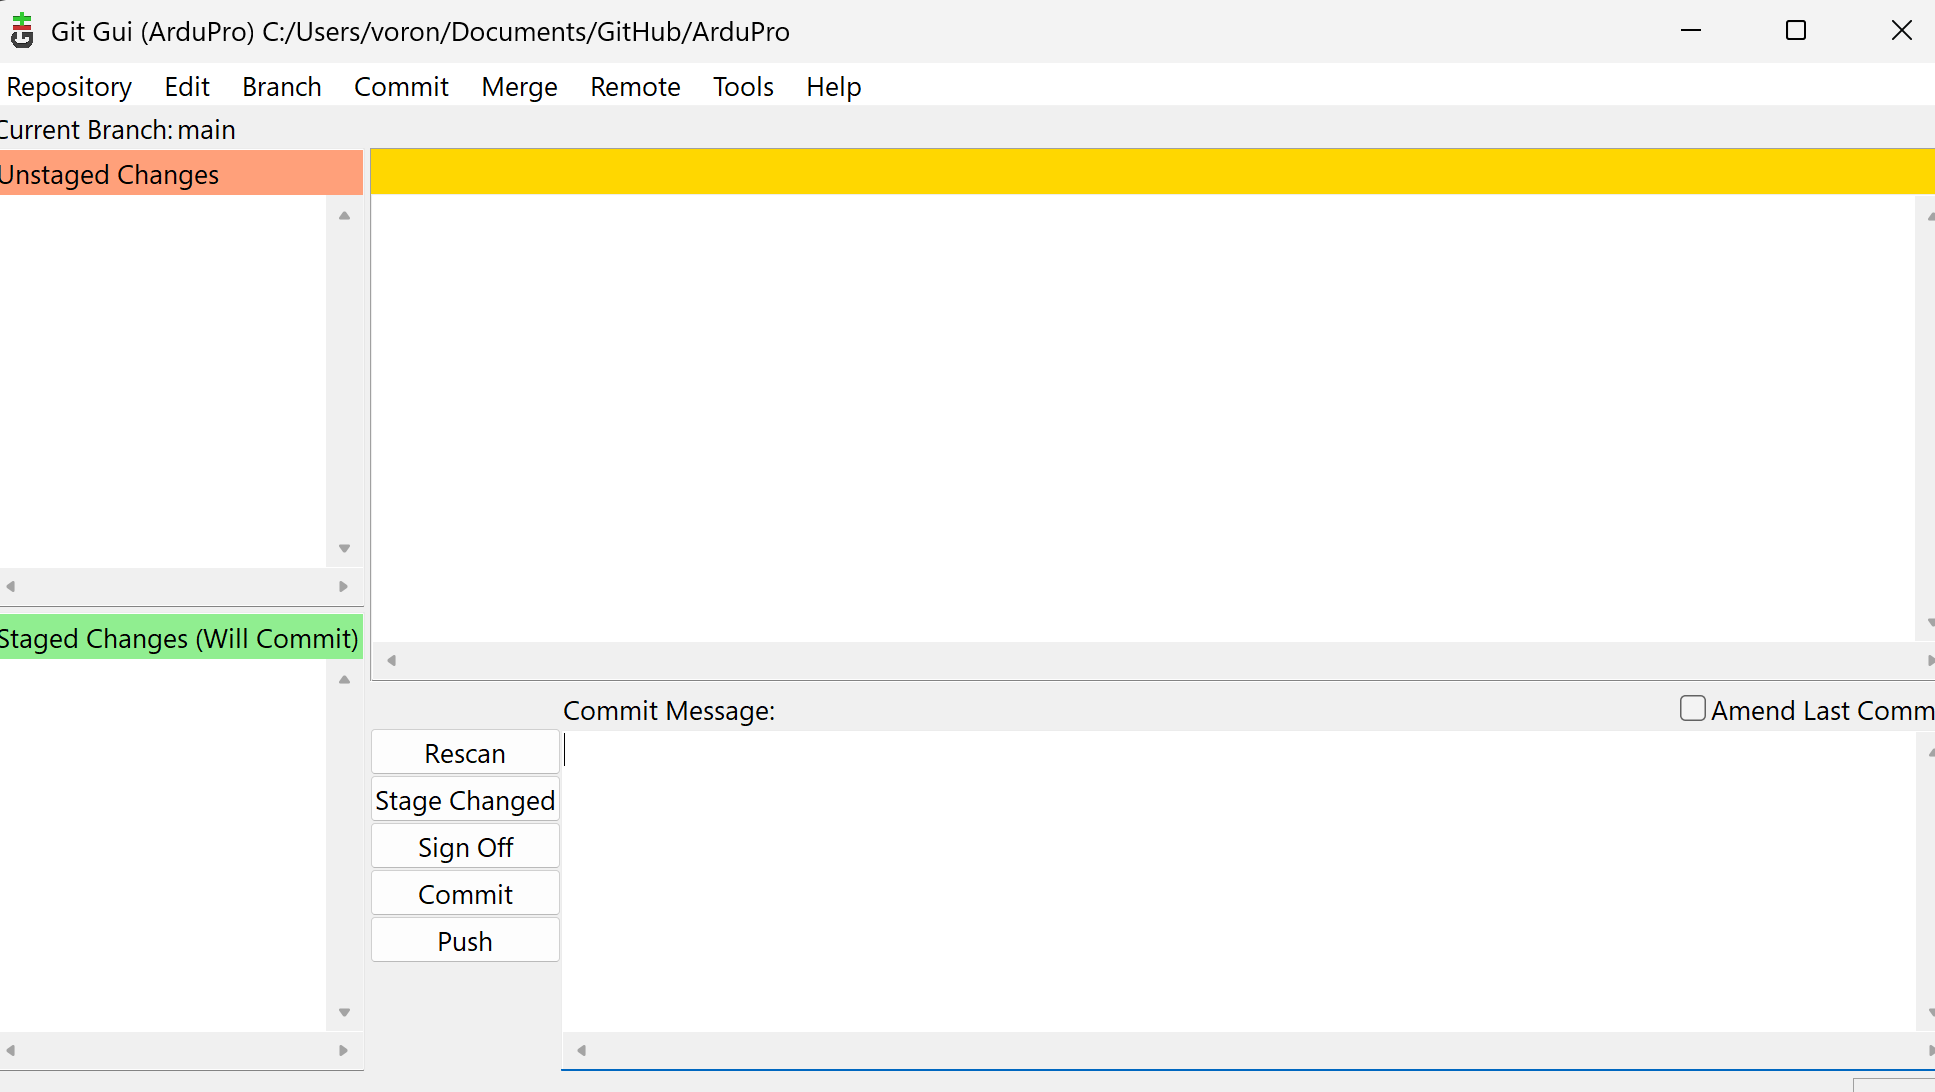 Git Gui (ArduPro) C:/Users/voron/Documents/GitHub/ArduPro
Repository Edit Branch Commit Merge Remote Tools Help
Current Branch: main
Unstaged Changes
Staged Changes (Will Commit)
Commit Message:
Amend Last Comm
Rescan
Stage Changed
Sign Off
Commit
Push